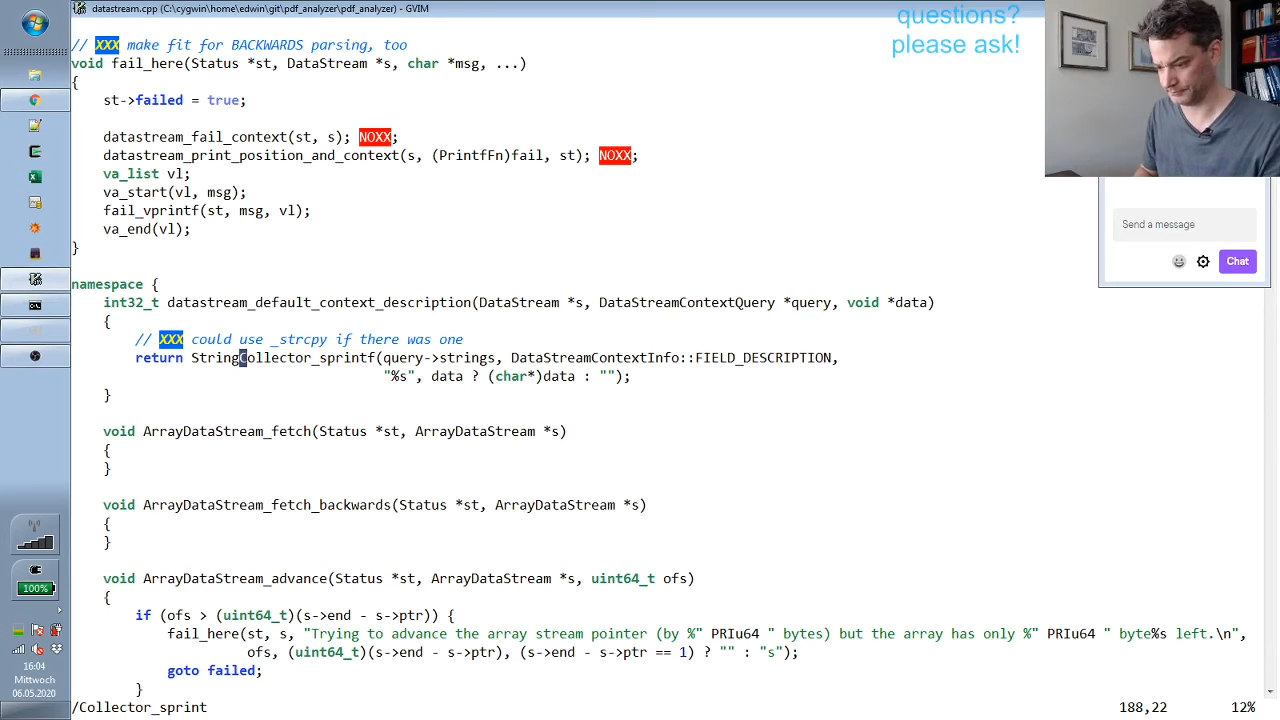 datastream.cpp (C:\cygwin\home\edwin\git\pdf_analyzer\pdf_analyzer) - GVIM
questions?
please ask!
// XXX make fit for BACKWARDS parsing, too
void fail_here(Status *st, DataStream *s, char *msg, ...)
{
st->failed = true;
datastream_fail_context(st, s); NOXX;
datastream_print_position_and_context(s, (PrintfFn)fail, st); NOXX;
va_list vl;
va_start(vl, msg);
fail_vprintf(st, msg, vl);
va_end(vl);
}
Send a message
Chat
namespace {
int32_t datastream_default_context_description(DataStream *s, DataStreamContextQuery *query, void *data)
{
// XXX could use _strcpy if there was one
return StringCollector_sprintf(query->strings, DataStreamContextInfo::FIELD_DESCRIPTION,
"%s", data ? (char*)data : "");
}
void ArrayDataStream_fetch(Status *st, ArrayDataStream *s)
{
}
void ArrayDataStream_fetch_backwards(Status *st, ArrayDataStream *s)
{
}
void ArrayDataStream_advance(Status *st, ArrayDataStream *s, uint64_t ofs)
{
if (ofs > (uint64_t)(s->end - s->ptr)) {
fail_here(st, s, "Trying to advance the array stream pointer (by %" PRIu64 " bytes) but the array has only %" PRIu64 " byte%s left.\n",
ofs, (uint64_t)(s->end - s->ptr), (s->end - s->ptr == 1) ? "" : "s");
goto failed;
}
/Collector_sprint
188,22
12%
100%
16:04
Mittwoch
06.05.2020